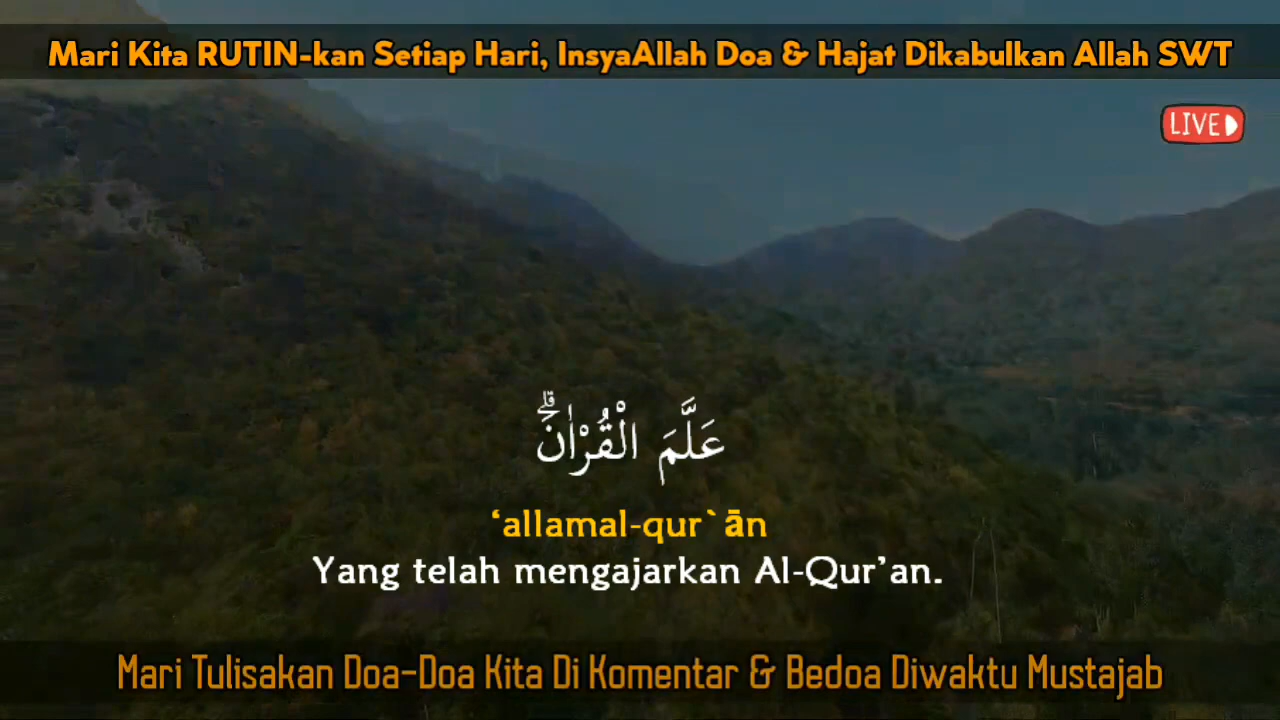 Mari Kita RUTIN-kan Setiap Hari, InsyaAllah Doa & Hajat Dikabulkan Allah SWT
LIVE
عَلَّمَ الْقُرْاٰنَۗ
‘allamal-qur`ān
Yang telah mengajarkan Al-Qur’an.
Mari Tulisakan Doa-Doa Kita Di Komentar & Bedoa Diwaktu Mustajab